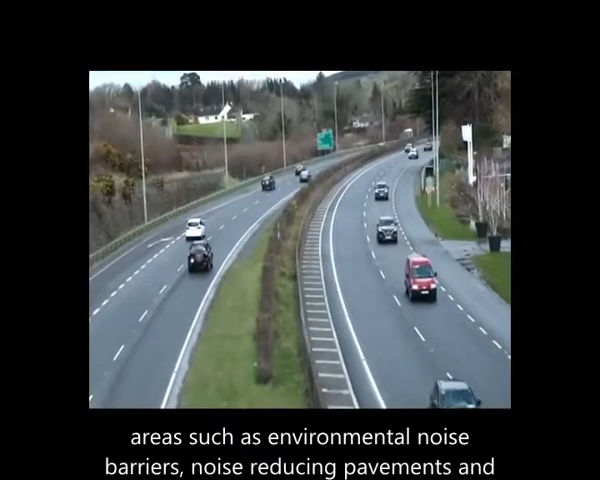 areas such as environmental noise
barriers, noise reducing pavements and